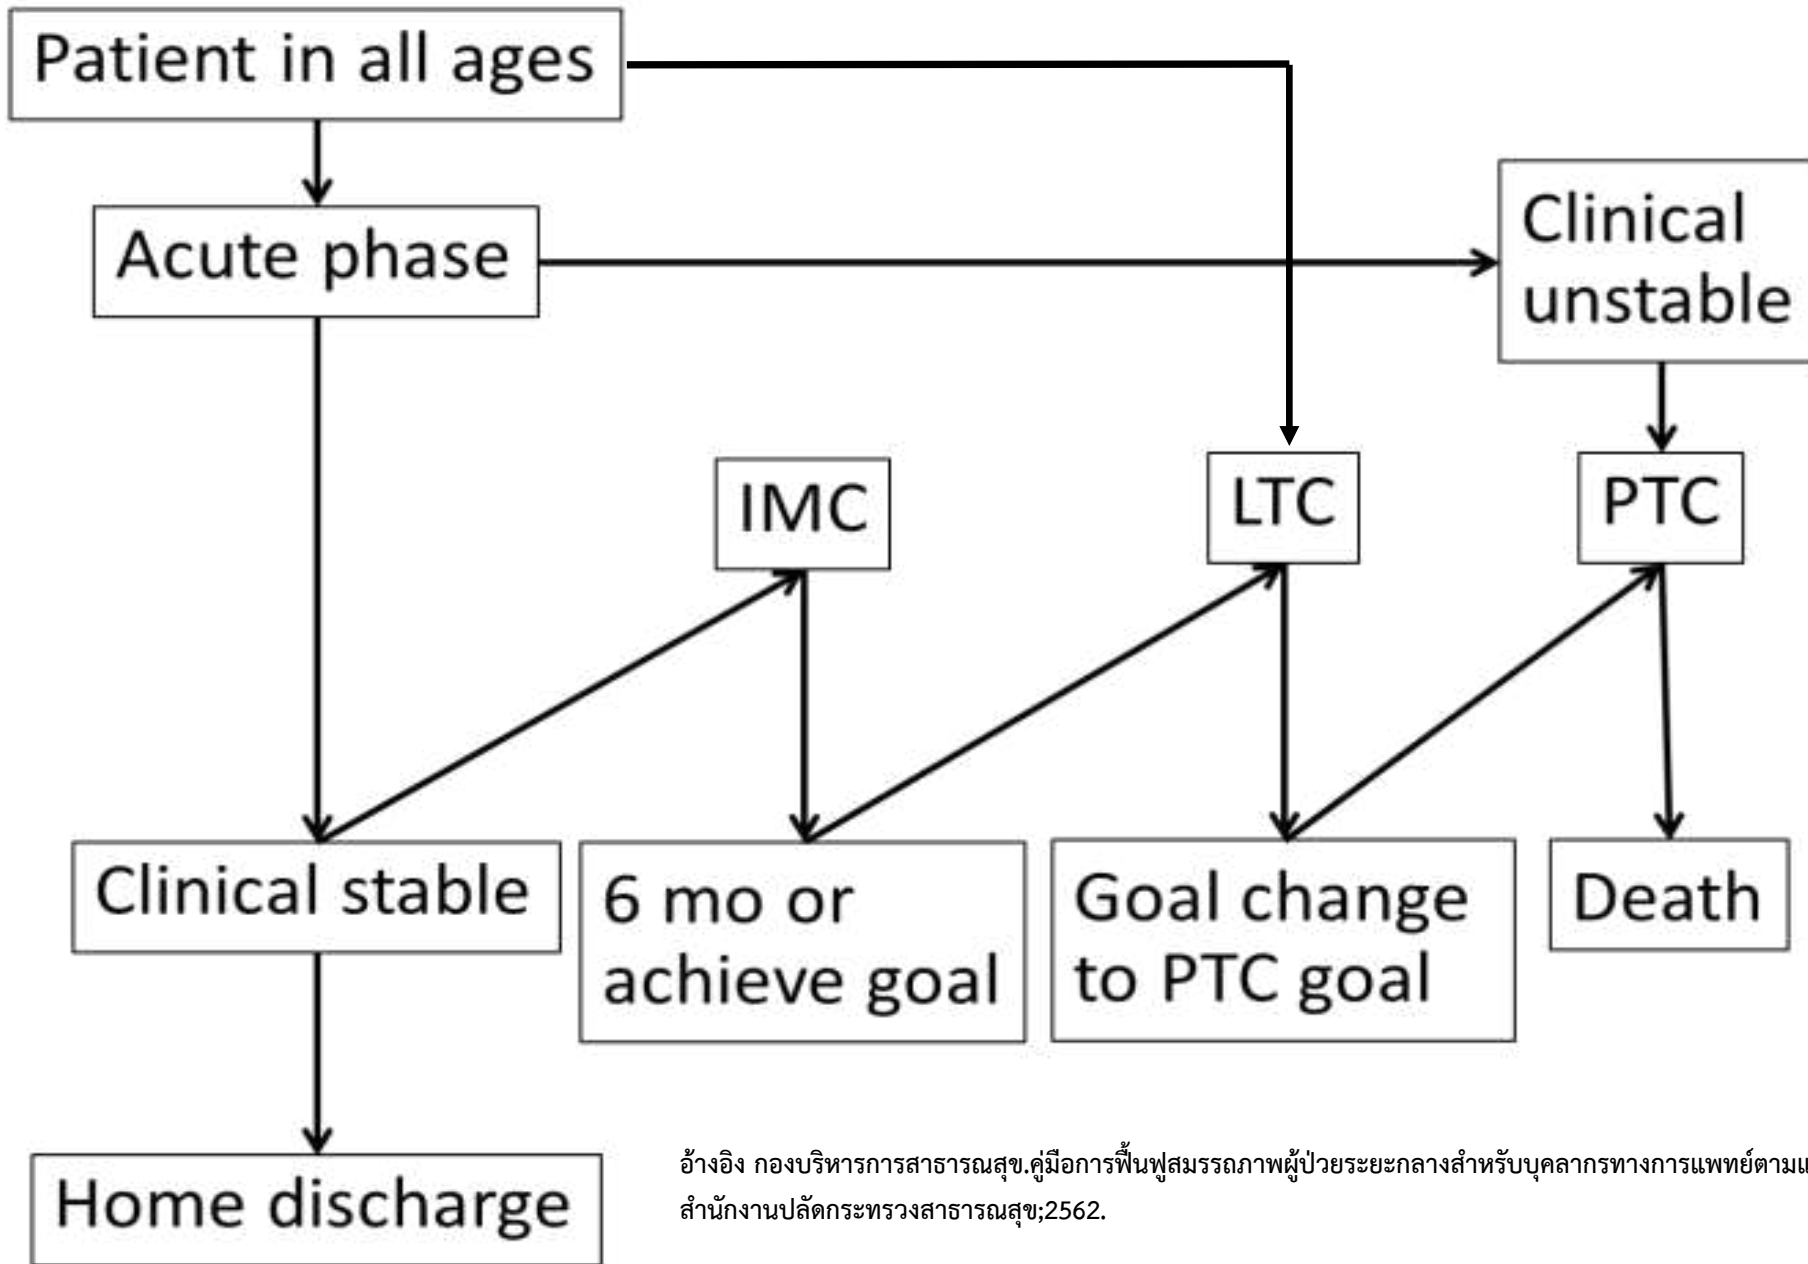 Patient in all ages
Acute phase
Clinical
unstable
IMC
LTC
PTC
Clinical stable
6 mo or
achieve goal
Goal change
to PTC goal
Death
Home discharge
อ้างอิง กองบริหารการสาธารณสุข.คู่มือการฟื้นฟูสมรรถภาพผู้ป่วยระยะกลางสำหรับบุคลากรทางการแพทย์ตามแ
สำนักงานปลัดกระทรวงสาธารณสุข;2562.